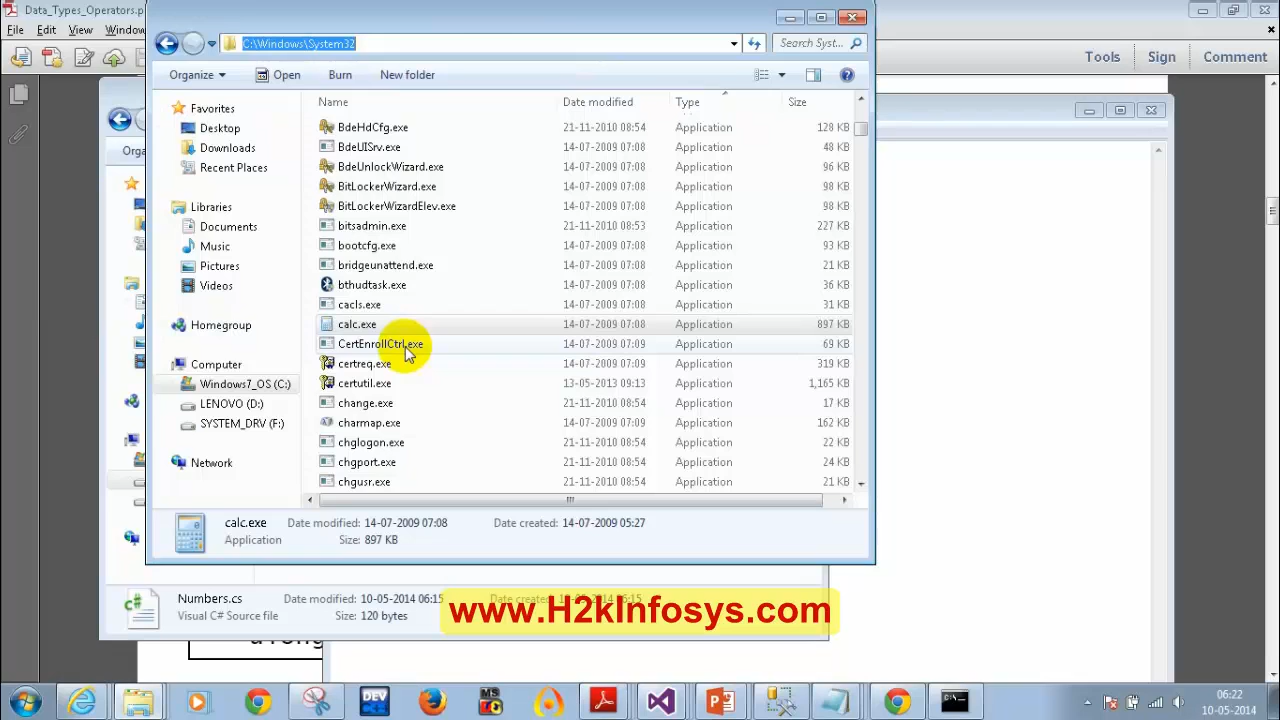 Data_Types_Operators.p
File Edit View Window
Tools Sign Comment
C:\Windows\System32
Search Syst...
Organize Open Burn New folder
Name Date modified Type Size
Favorites
Desktop
Downloads
Recent Places
Libraries
Documents
Music
Pictures
Videos
Homegroup
Computer
Windows7_OS (C:)
LENOVO (D:)
SYSTEM_DRV (F:)
Network
BdeHdCfg.exe 21-11-2010 08:54 Application 128 KB
BdeUISrv.exe 14-07-2009 07:08 Application 48 KB
BdeUnlockWizard.exe 14-07-2009 07:08 Application 96 KB
BitLockerWizard.exe 14-07-2009 07:08 Application 98 KB
BitLockerWizardElev.exe 14-07-2009 07:08 Application 98 KB
bitsadmin.exe 21-11-2010 08:53 Application 227 KB
bootcfg.exe 14-07-2009 07:08 Application 93 KB
bridgeunattend.exe 14-07-2009 07:08 Application 21 KB
bthudtask.exe 14-07-2009 07:08 Application 36 KB
cacls.exe 14-07-2009 07:08 Application 31 KB
calc.exe 14-07-2009 07:08 Application 897 KB
CertEnrollCtrl.exe 14-07-2009 07:09 Application 69 KB
certreq.exe 14-07-2009 07:09 Application 319 KB
certutil.exe 13-05-2013 09:13 Application 1,165 KB
change.exe 21-11-2010 08:54 Application 17 KB
charmap.exe 14-07-2009 07:09 Application 162 KB
chglogon.exe 21-11-2010 08:54 Application 22 KB
chgport.exe 21-11-2010 08:54 Application 24 KB
chgusr.exe 21-11-2010 08:54 Application 21 KB
calc.exe Date modified: 14-07-2009 07:08 Date created: 14-07-2009 05:27
Application Size: 897 KB
Orga
Numbers.cs Date modified: 10-05-2014 06:15
Visual C# Source file Size: 120 bytes
www.H2kInfosys.com
DEV
MS
06:22
10-05-2014